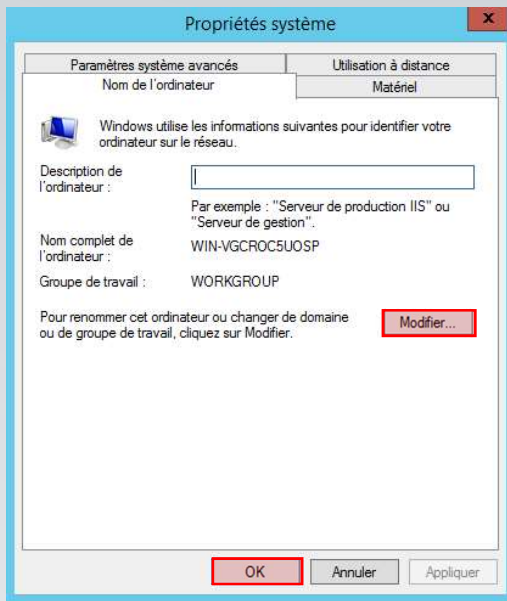 Propriétés système
x
Paramètres système avancés
Utilisation à distance
Nom de l'ordinateur
Matériel
Windows utilise les informations suivantes pour identifier votre
ordinateur sur le réseau.
Description de
l'ordinateur :
Par exemple : "Serveur de production IIS" ou
"Serveur de gestion".
Nom complet de
l'ordinateur :
WIN-VGCROC5UOSP
Groupe de travail :
WORKGROUP
Pour renommer cet ordinateur ou changer de domaine
ou de groupe de travail, cliquez sur Modifier.
Modifier...
OK
Annuler
Appliquer